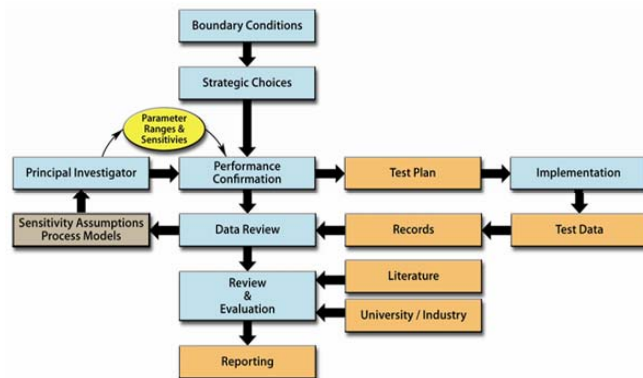 Boundary Conditions
Strategic Choices
Parameter
Ranges &
Sensitivies
Principal Investigator
Performance
Confirmation
Test Plan
Implementation
Sensitivity Assumptions
Process Models
Data Review
Records
Test Data
Review
&
Evaluation
Literature
University / Industry
Reporting